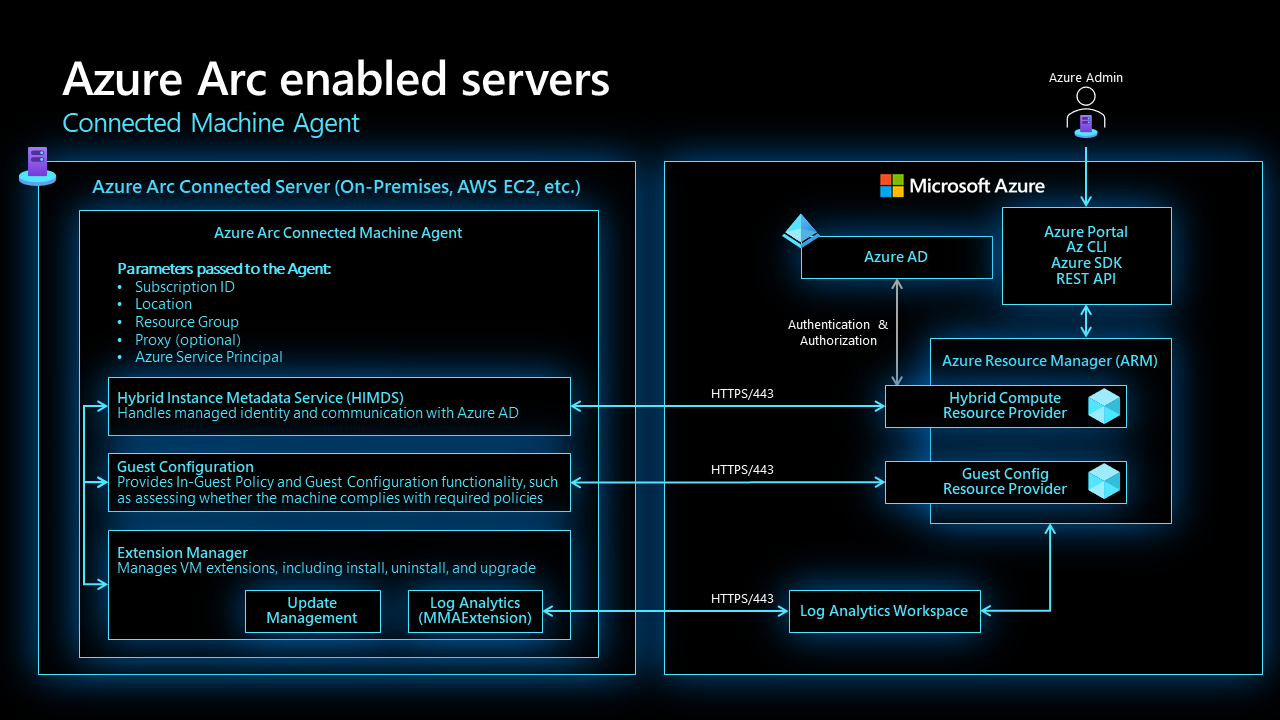 Azure Arc enabled servers
Connected Machine Agent
Azure Admin
Azure Arc Connected Server (On-Premises, AWS EC2, etc.)
Azure Arc Connected Machine Agent
Parameters passed to the Agent:
• Subscription ID
• Location
• Resource Group
• Proxy (optional)
• Azure Service Principal
Hybrid Instance Metadata Service (HIMDS)
Handles managed identity and communication with Azure AD
Guest Configuration
Provides In-Guest Policy and Guest Configuration functionality, such
as assessing whether the machine complies with required policies
Extension Manager
Manages VM extensions, including install, uninstall, and upgrade
Update
Management
Log Analytics
(MMAExtension)
HTTPS/443
HTTPS/443
HTTPS/443
Microsoft Azure
Azure AD
Azure Portal
Az CLI
Azure SDK
REST API
Authentication &
Authorization
Azure Resource Manager (ARM)
Hybrid Compute
Resource Provider
Guest Config
Resource Provider
Log Analytics Workspace